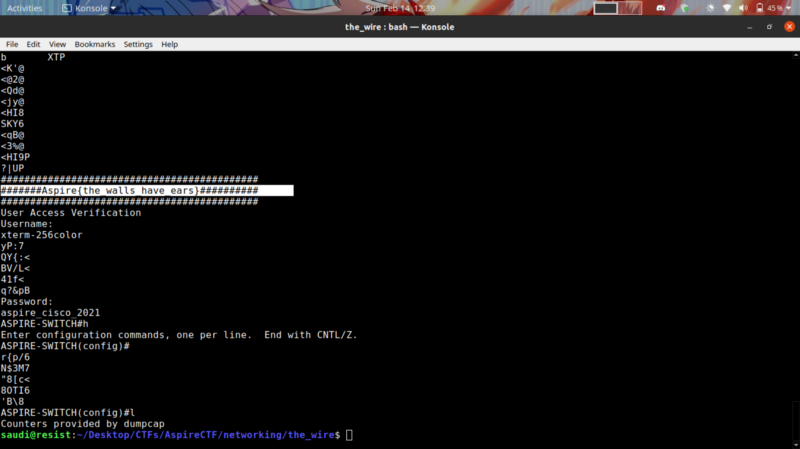 Activities Konsole Sun Feb 14 12:39 45%
the_wire : bash — Konsole
File Edit View Bookmarks Settings Help
b XTP
<K'@
<@2@
<Qd@
<jy@
<HI8
SKY6
<qB@
<3%@
<HI9P
?|UP
############################################
#######Aspire{the_walls_have_ears}##########
############################################
User Access Verification
Username:
xterm-256color
yP:7
QY{:<
BV/L<
41f<
q?&pB
Password:
aspire_cisco_2021
ASPIRE-SWITCH#h
Enter configuration commands, one per line. End with CNTL/Z.
ASPIRE-SWITCH(config)#
r{p/6
N$3M7
"8[c<
8OTI6
'B\8
ASPIRE-SWITCH(config)#l
Counters provided by dumpcap
saudi@resist:~/Desktop/CTFs/AspireCTF/networking/the_wire$